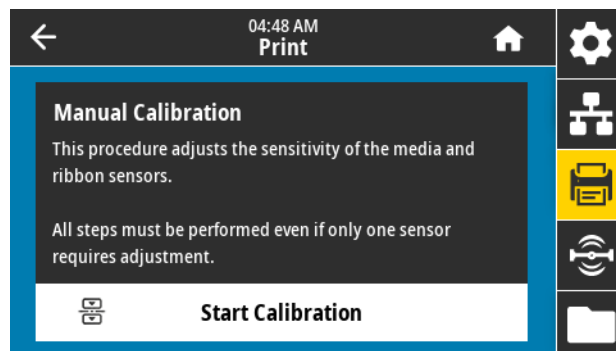 04:48 AM
Print
Manual Calibration
This procedure adjusts the sensitivity of the media and
ribbon sensors.
All steps must be performed even if only one sensor
requires adjustment.
Start Calibration